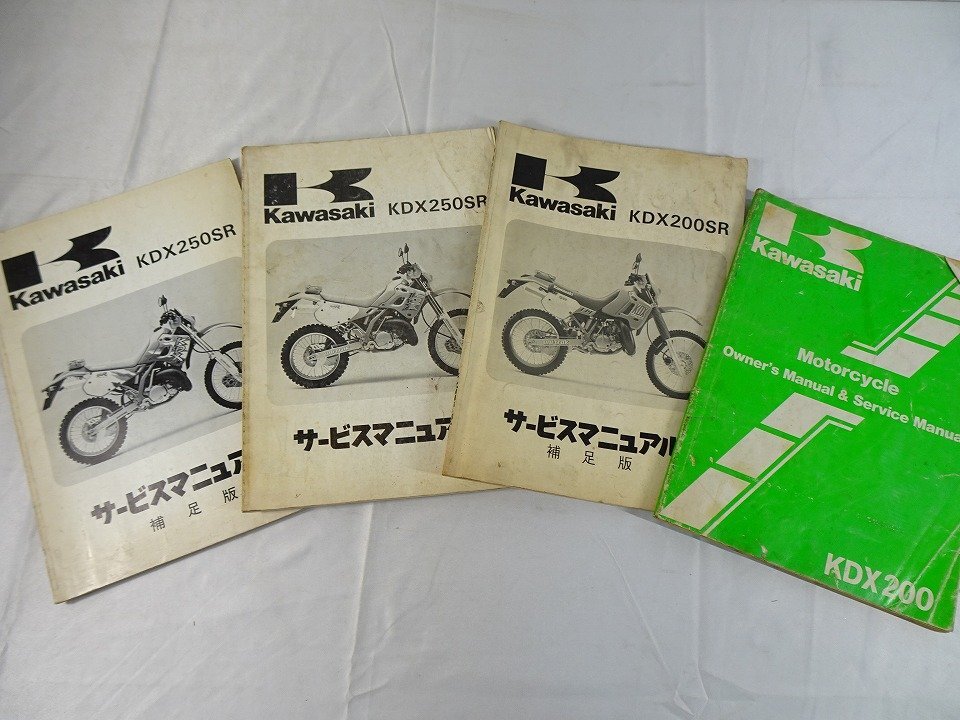 Kawasaki KDX250SR
サービスマニュア
補足版
Kawasaki KDX250SR
サービスマニュア
Kawasaki KDX200SR
サービスマニュアル
補足版
Kawasaki
Motorcycle
Owner's Manual & Service Manual
KDX200